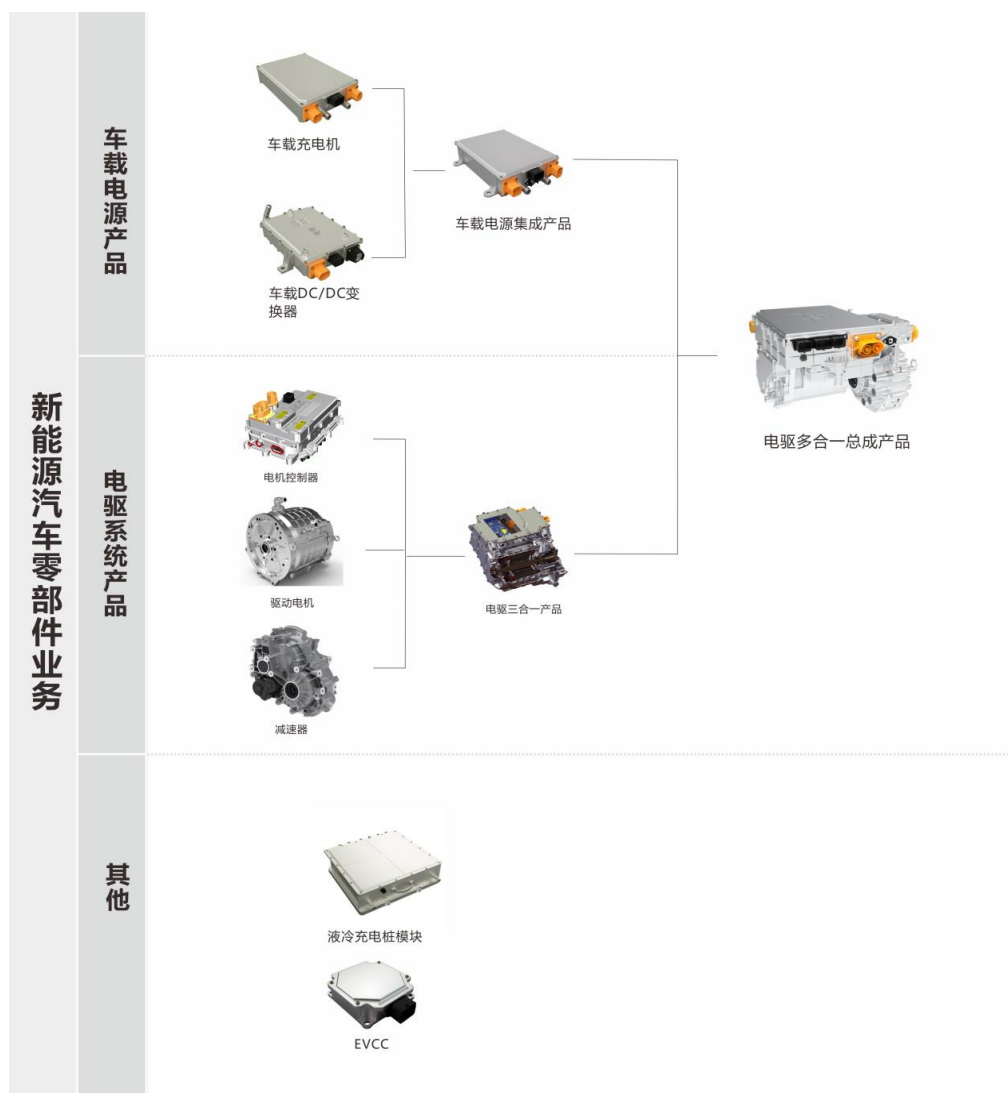 新能源汽车零部件业务
车载电源产品
车载充电机
车载电源集成产品
车载DC/DC变
换器
电驱多合一总成产品
电驱系统产品
电机控制器
驱动电机
电驱三合一产品
减速器
其他
液冷充电桩模块
EVCC